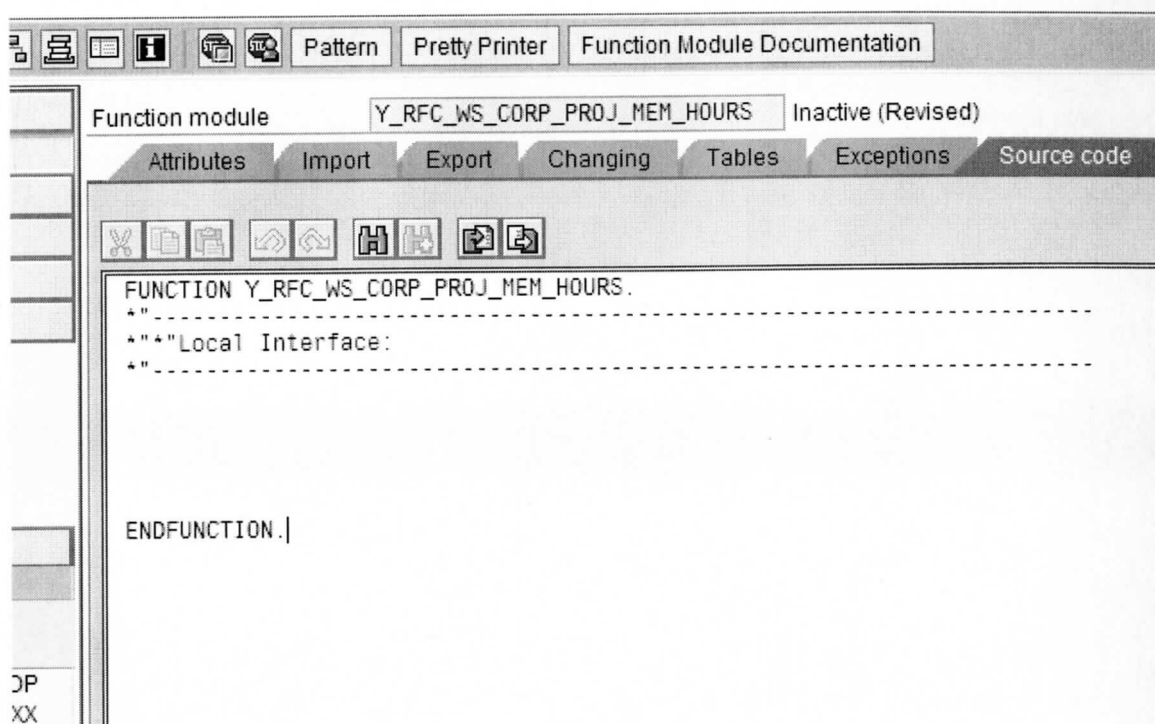 Pattern Pretty Printer Function Module Documentation
Function module Y_RFC_WS_CORP_PROJ_MEM_HOURS Inactive (Revised)
Attributes Import Export Changing Tables Exceptions Source code
FUNCTION Y_RFC_WS_CORP_PROJ_MEM_HOURS.
*"----------------------------------------------------------------------
*"*"Local Interface:
*"----------------------------------------------------------------------
ENDFUNCTION.
XX